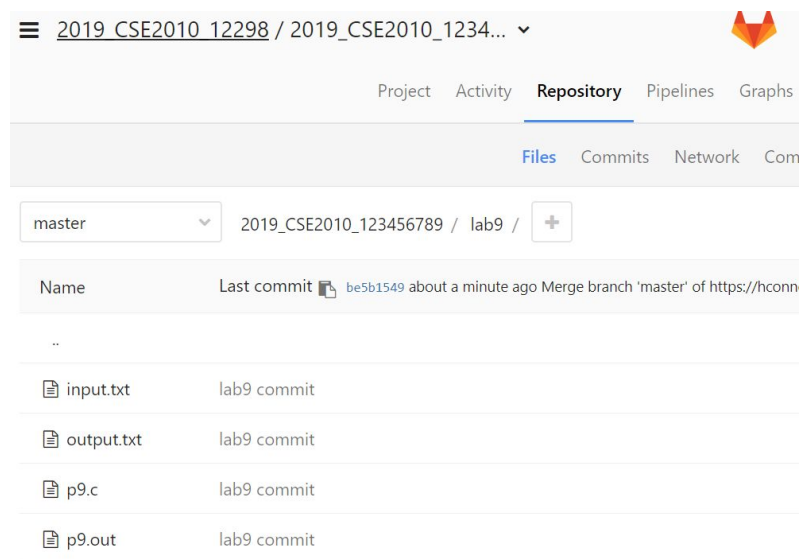 2019_CSE2010_12298 / 2019_CSE2010_1234...
Project Activity Repository Pipelines Graphs
Files Commits Network Com
master 2019_CSE2010_123456789 / lab9 / +
Name Last commit be5b1549 about a minute ago Merge branch 'master' of https://hconn
..
input.txt lab9 commit
output.txt lab9 commit
p9.c lab9 commit
p9.out lab9 commit